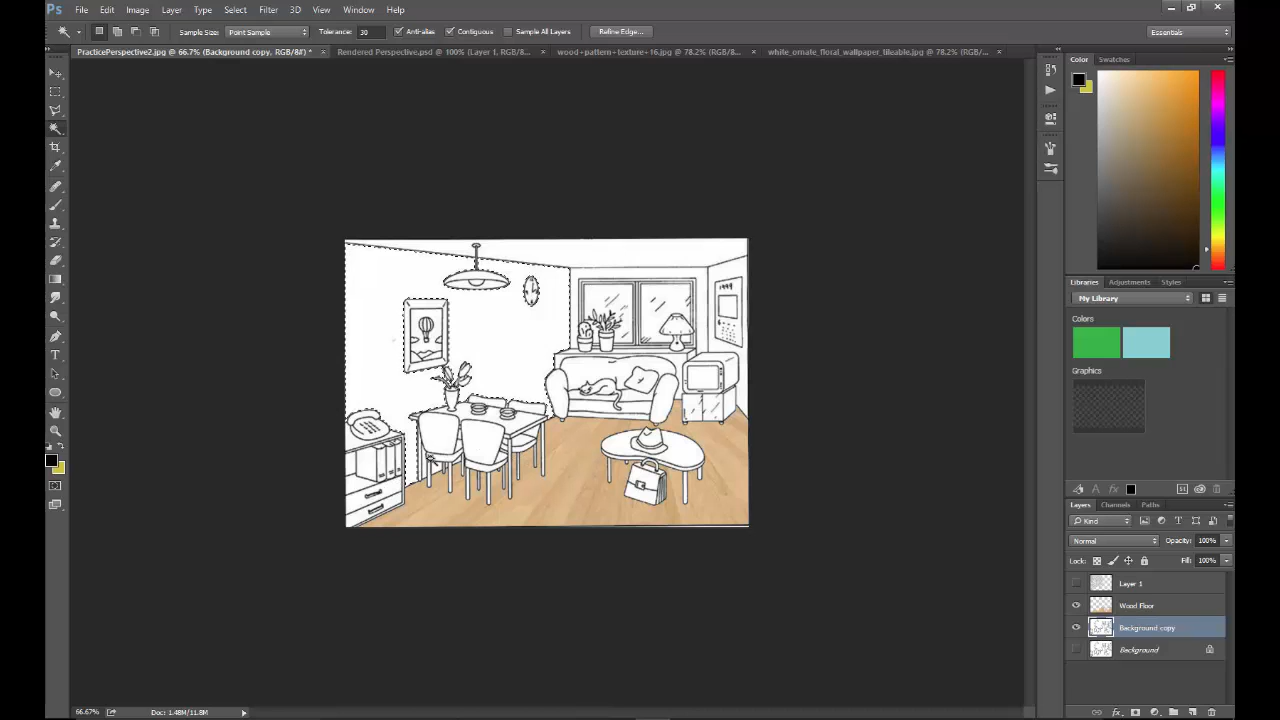 Ps File Edit Image Layer Type Select Filter 3D View Window Help
Sample Size: Point Sample Tolerance: 30 Anti-alias Contiguous Sample All Layers Refine Edge... Essentials
PracticePerspective2.jpg @ 66.7% (Background copy, RGB/8#) * × Rendered Perspective.psd @ 100% (Layer 1, RGB/8... × wood+pattern+texture+16.jpg @ 78.2% (RGB/8... × white_ornate_floral_wallpaper_tileable.jpg @ 78.2% (RGB/... ×
Color Swatches
Libraries Adjustments Styles
My Library
Colors
Graphics
1999
Layers Channels Paths
Kind
Normal Opacity: 100%
Lock: Fill: 100%
Layer 1
Wood Floor
Background copy
Background
66.67% Doc: 1.48M/11.8M